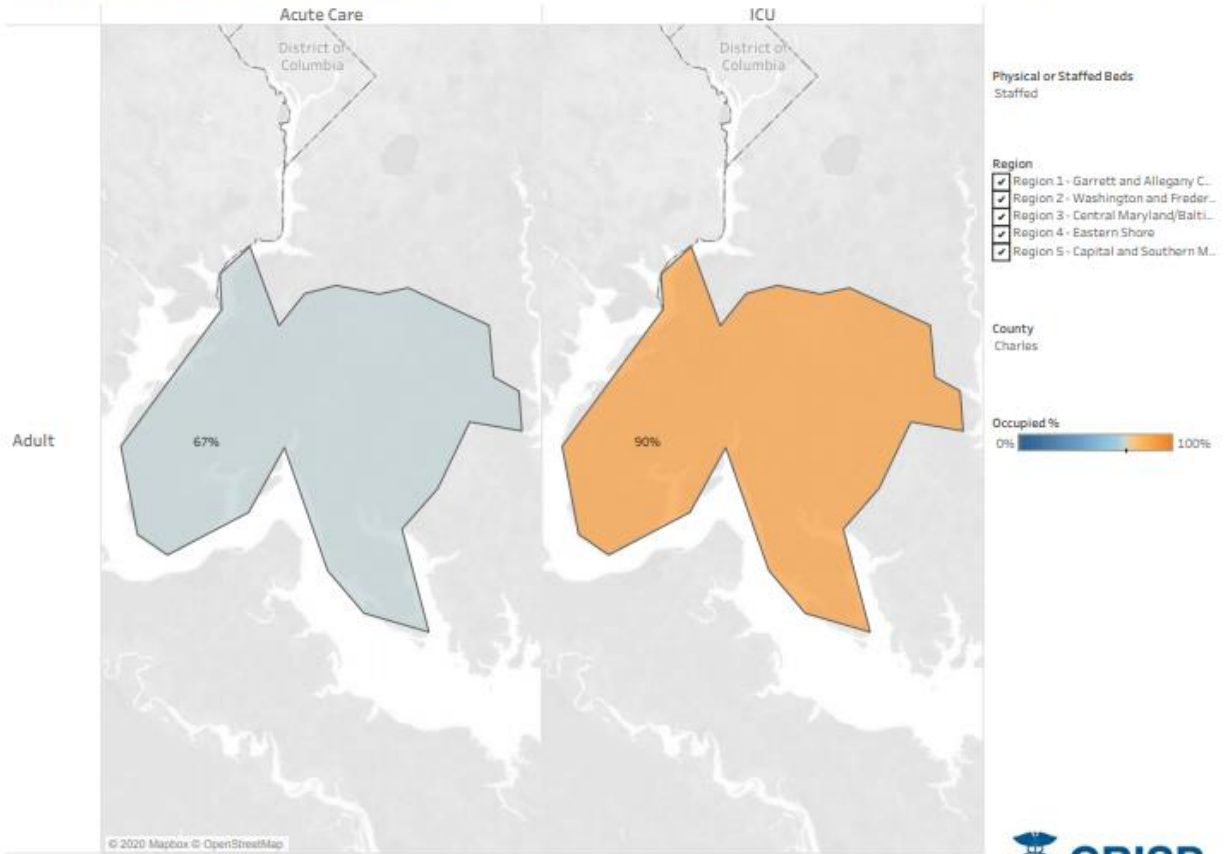 Acute Care
ICU
District of
Columbia
District of
Columbia
Physical or Staffed Beds
Staffed
Region
Region 1 - Garrett and Allegany C..
Region 2 - Washington and Freder..
Region 3 - Central Maryland/Balti..
Region 4 - Eastern Shore
Region 5 - Capital and Southern M..
County
Charles
Occupied %
0% 100%
Adult
67%
90%
© 2020 Mapbox © OpenStreetMap